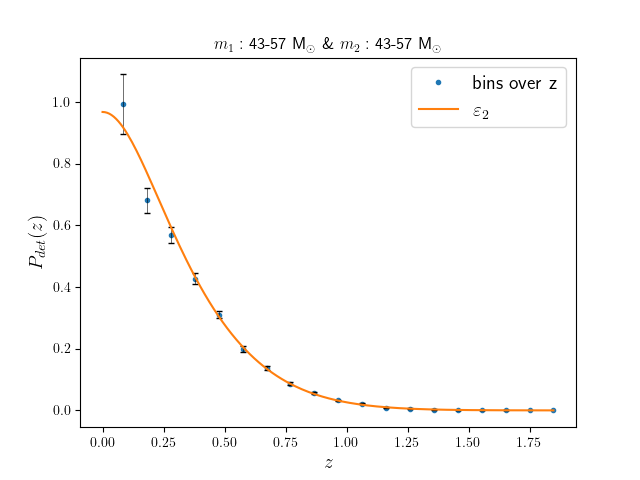 m₁ : 43-57 M⊙ & m₂ : 43-57 M⊙
bins over z
ε₂
P_det(z)
1.0
0.8
0.6
0.4
0.2
0.0
0.00 0.25 0.50 0.75 1.00 1.25 1.50 1.75
z